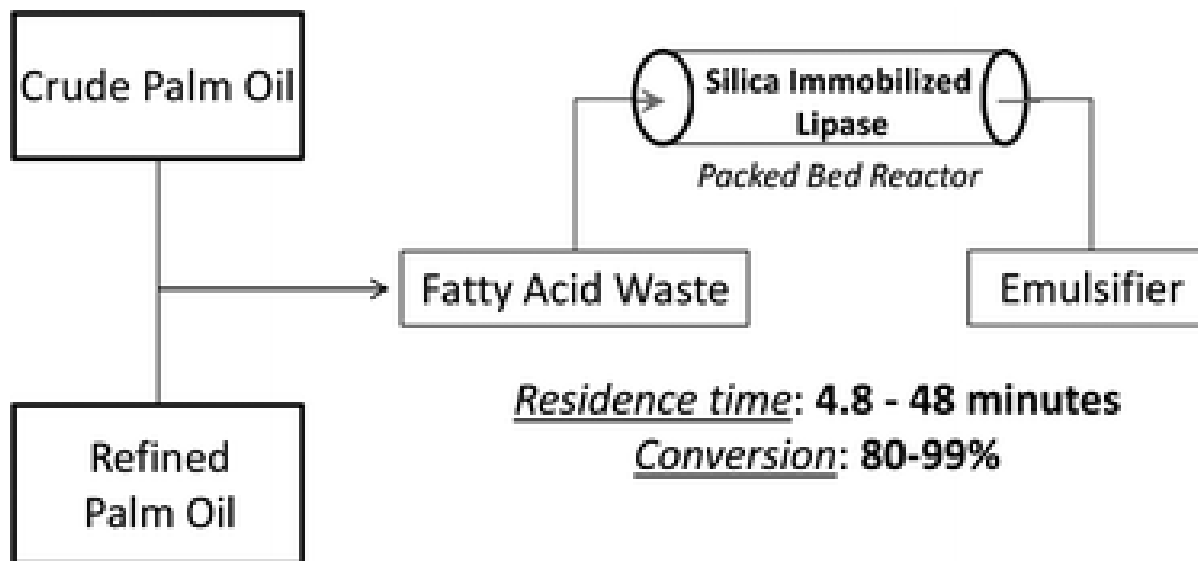 Crude Palm Oil
Silica Immobilized
Lipase
Packed Bed Reactor
Fatty Acid Waste
Emulsifier
Residence time: 4.8 - 48 minutes
Conversion: 80-99%
Refined
Palm Oil